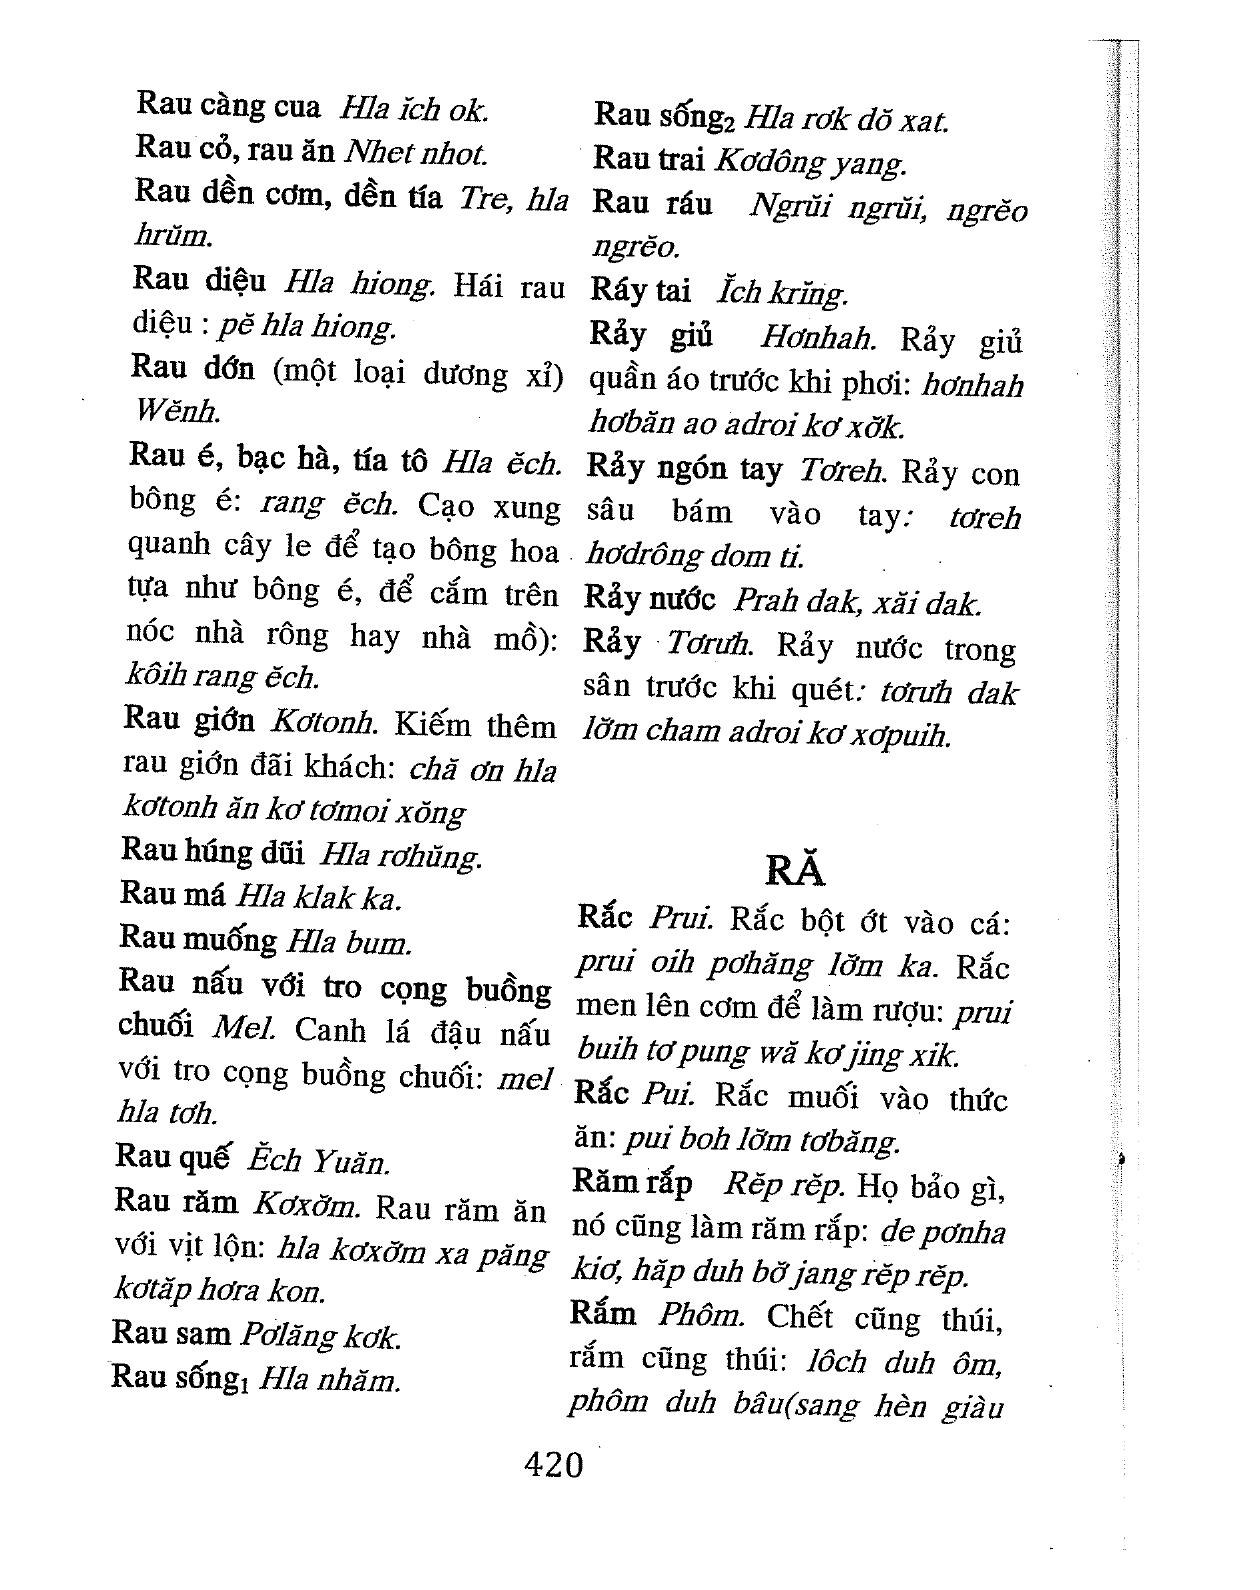 Rau càng cua Hla ĭch ok.
Rau cỏ, rau ăn Nhet nhot.
Rau dền cơm, dền tía Tre, hla
hrŭm.
Rau diệu Hla hiong. Hái rau
diệu : pĕ hla hiong.
Rau dớn (một loại dương xỉ)
Wĕnh.
Rau é, bạc hà, tía tô Hla ĕch.
bông é: rang ĕch. Cạo xung
quanh cây le để tạo bông hoa
tựa như bông é, để cắm trên
nóc nhà rông hay nhà mồ):
kôih rang ĕch.
Rau giớn Kơtonh. Kiếm thêm
rau giớn đãi khách: chă ơn hla
kơtonh ăn kơ tơmoi xŏng
Rau húng dũi Hla rơhŭng.
Rau má Hla klak ka.
Rau muống Hla bum.
Rau nấu với tro cọng buồng
chuối Mel. Canh lá đậu nấu
với tro cọng buồng chuối: mel
hla tơh.
Rau quế Ĕch Yuăn.
Rau răm Kơxơ̆m. Rau răm ăn
với vịt lộn: hla kơxơ̆m xa păng
kơtăp hơra kon.
Rau sam Pơlăng kơk.
Rau sống1 Hla nhăm.
Rau sống2 Hla rơk dŏ xat.
Rau trai Kơdông yang.
Rau ráu Ngrŭi ngrŭi, ngrĕo
ngrĕo.
Ráy tai Ĭch krĭng.
Rảy giủ Hơnhah. Rảy giủ
quần áo trước khi phơi: hơnhah
hơbăn ao adroi kơ xơ̆k.
Rảy ngón tay Tơreh. Rảy con
sâu bám vào tay: tơreh
hơdrông dom ti.
Rảy nước Prah dak, xăi dak.
Rảy Tơrưh. Rảy nước trong
sân trước khi quét: tơrưh dak
lơ̆m cham adroi kơ xơpuih.
RĂ
Rắc Prui. Rắc bột ớt vào cá:
prui oih pơhăng lơ̆m ka. Rắc
men lên cơm để làm rượu: prui
buih tơ pung wă kơ jing xik.
Rắc Pui. Rắc muối vào thức
ăn: pui boh lơ̆m tơbăng.
Răm rắp Rĕp rĕp. Họ bảo gì,
nó cũng làm răm rắp: de pơnha
kiơ, hăp duh bơ̆ jang rĕp rĕp.
Rắm Phôm. Chết cũng thúi,
rắm cũng thúi: lôch duh ôm,
phôm duh bâu(sang hèn giàu
420